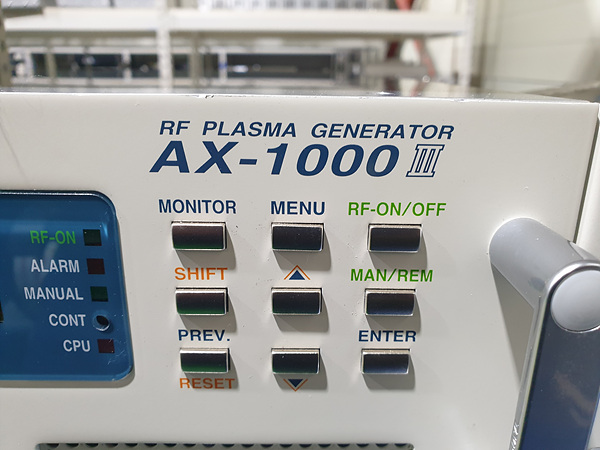 RF PLASMA GENERATOR
AX-1000 III
MONITOR MENU RF-ON/OFF
RF-ON
ALARM
SHIFT MAN/REM
MANUAL
CONT
PREV. ENTER
CPU
RESET